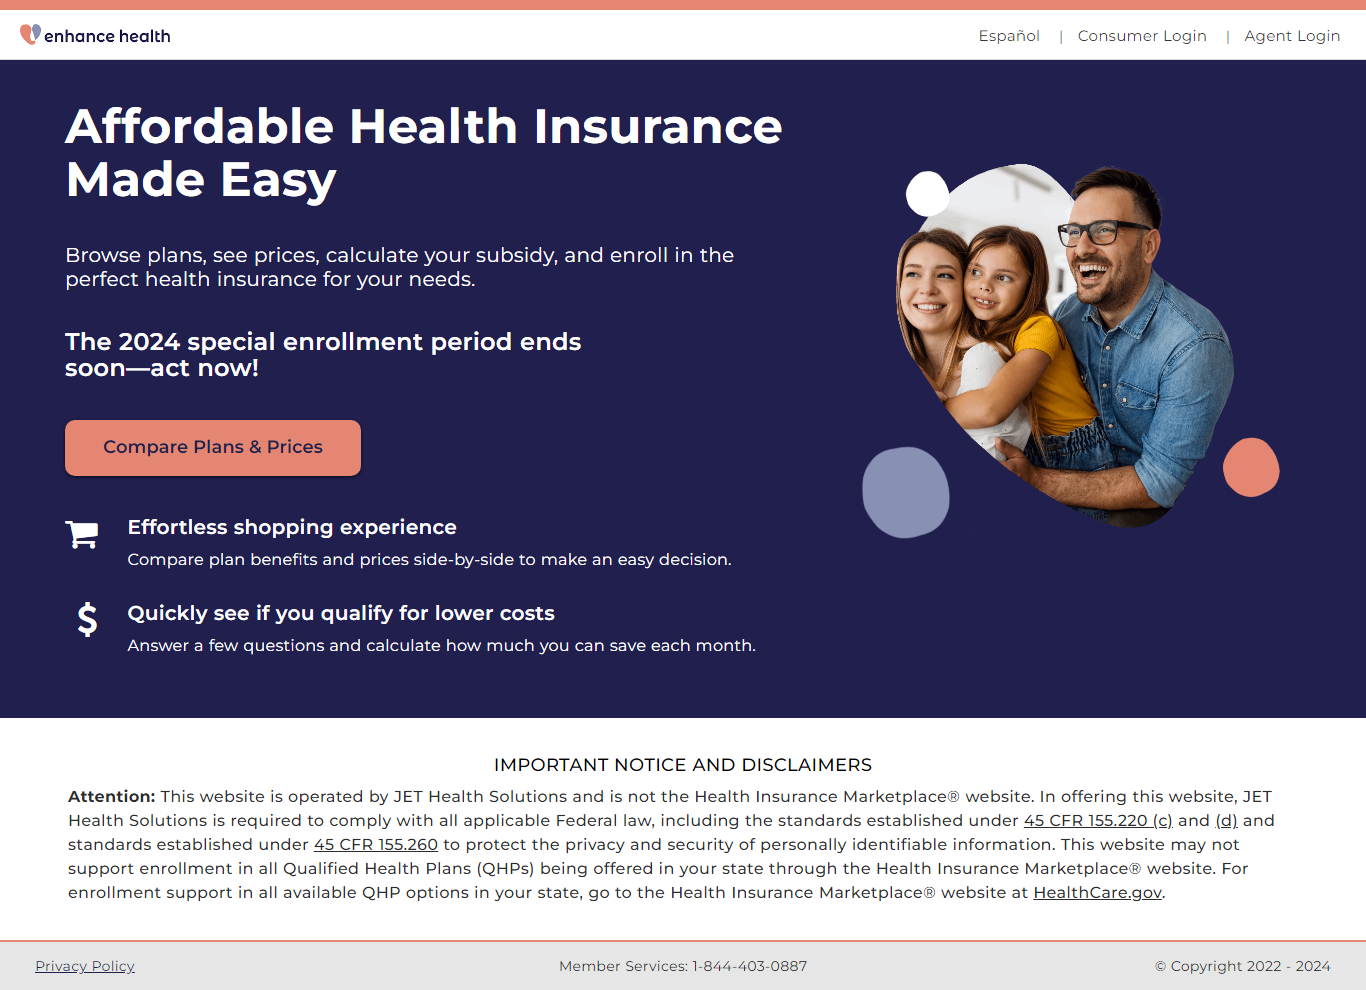 enhance health
Español | Consumer Login | Agent Login
Affordable Health Insurance
Made Easy
Browse plans, see prices, calculate your subsidy, and enroll in the
perfect health insurance for your needs.
The 2024 special enrollment period ends
soon—act now!
Compare Plans & Prices
Effortless shopping experience
Compare plan benefits and prices side-by-side to make an easy decision.
$
Quickly see if you qualify for lower costs
Answer a few questions and calculate how much you can save each month.
IMPORTANT NOTICE AND DISCLAIMERS
Attention: This website is operated by JET Health Solutions and is not the Health Insurance Marketplace® website. In offering this website, JET
Health Solutions is required to comply with all applicable Federal law, including the standards established under 45 CFR 155.220 (c) and (d) and
standards established under 45 CFR 155.260 to protect the privacy and security of personally identifiable information. This website may not
support enrollment in all Qualified Health Plans (QHPs) being offered in your state through the Health Insurance Marketplace® website. For
enrollment support in all available QHP options in your state, go to the Health Insurance Marketplace® website at HealthCare.gov.
Privacy Policy
Member Services: 1-844-403-0887
© Copyright 2022 - 2024